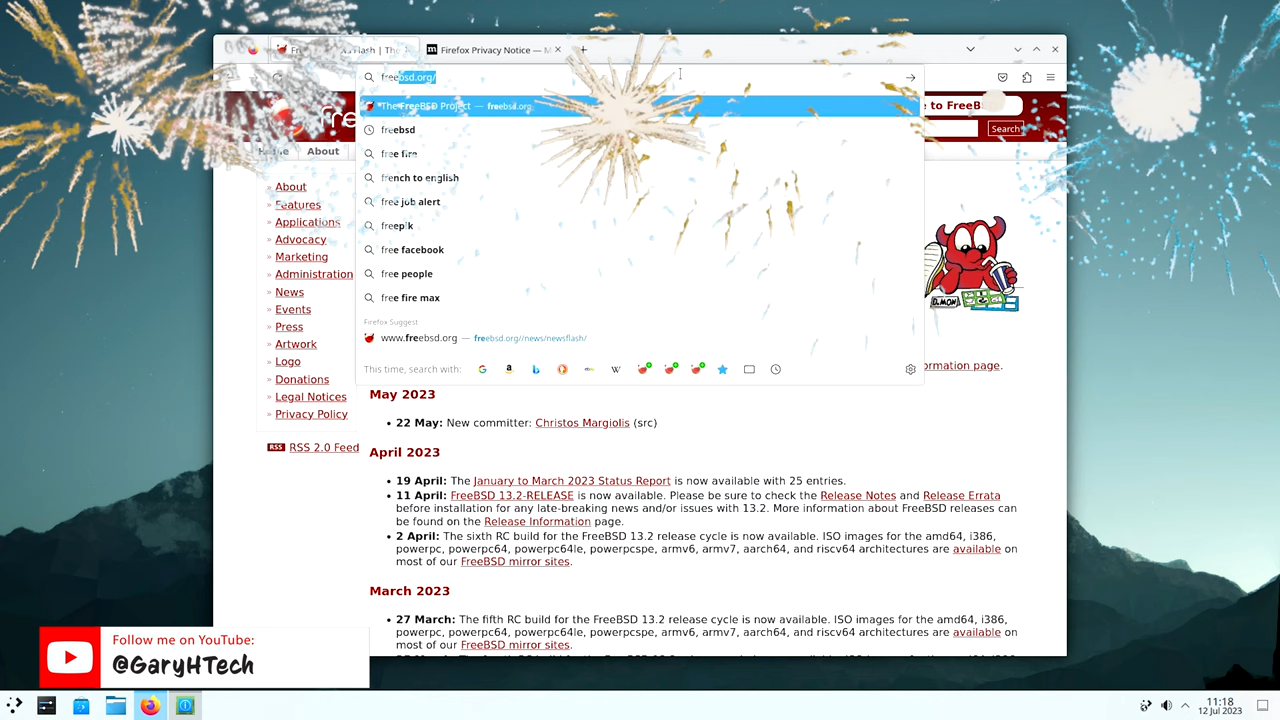 Flash | The
Firefox Privacy Notice — M
freebsd.org/
The FreeBSD Project — freebsd.org
freebsd
free fire
french to english
free job alert
freepik
free facebook
free people
free fire max
Firefox Suggest
www.freebsd.org — freebsd.org//news/newsflash/
This time, search with:
free
e to FreeBS
Search
Home
About
» About
» Features
» Applications
» Advocacy
» Marketing
» Administration
» News
» Events
» Press
» Artwork
» Logo
» Donations
» Legal Notices
» Privacy Policy
RSS RSS 2.0 Feed
D.MON
ormation page.
May 2023
• 22 May: New committer: Christos Margiolis (src)
April 2023
• 19 April: The January to March 2023 Status Report is now available with 25 entries.
• 11 April: FreeBSD 13.2-RELEASE is now available. Please be sure to check the Release Notes and Release Errata
before installation for any late-breaking news and/or issues with 13.2. More information about FreeBSD releases can
be found on the Release Information page.
• 2 April: The sixth RC build for the FreeBSD 13.2 release cycle is now available. ISO images for the amd64, i386,
powerpc, powerpc64, powerpc64le, powerpcspe, armv6, armv7, aarch64, and riscv64 architectures are available on
most of our FreeBSD mirror sites.
March 2023
• 27 March: The fifth RC build for the FreeBSD 13.2 release cycle is now available. ISO images for the amd64, i386,
powerpc, powerpc64, powerpc64le, powerpcspe, armv6, armv7, aarch64, and riscv64 architectures are available on
most of our FreeBSD mirror sites.
Follow me on YouTube:
@GaryHTech
11:18
12 Jul 2023